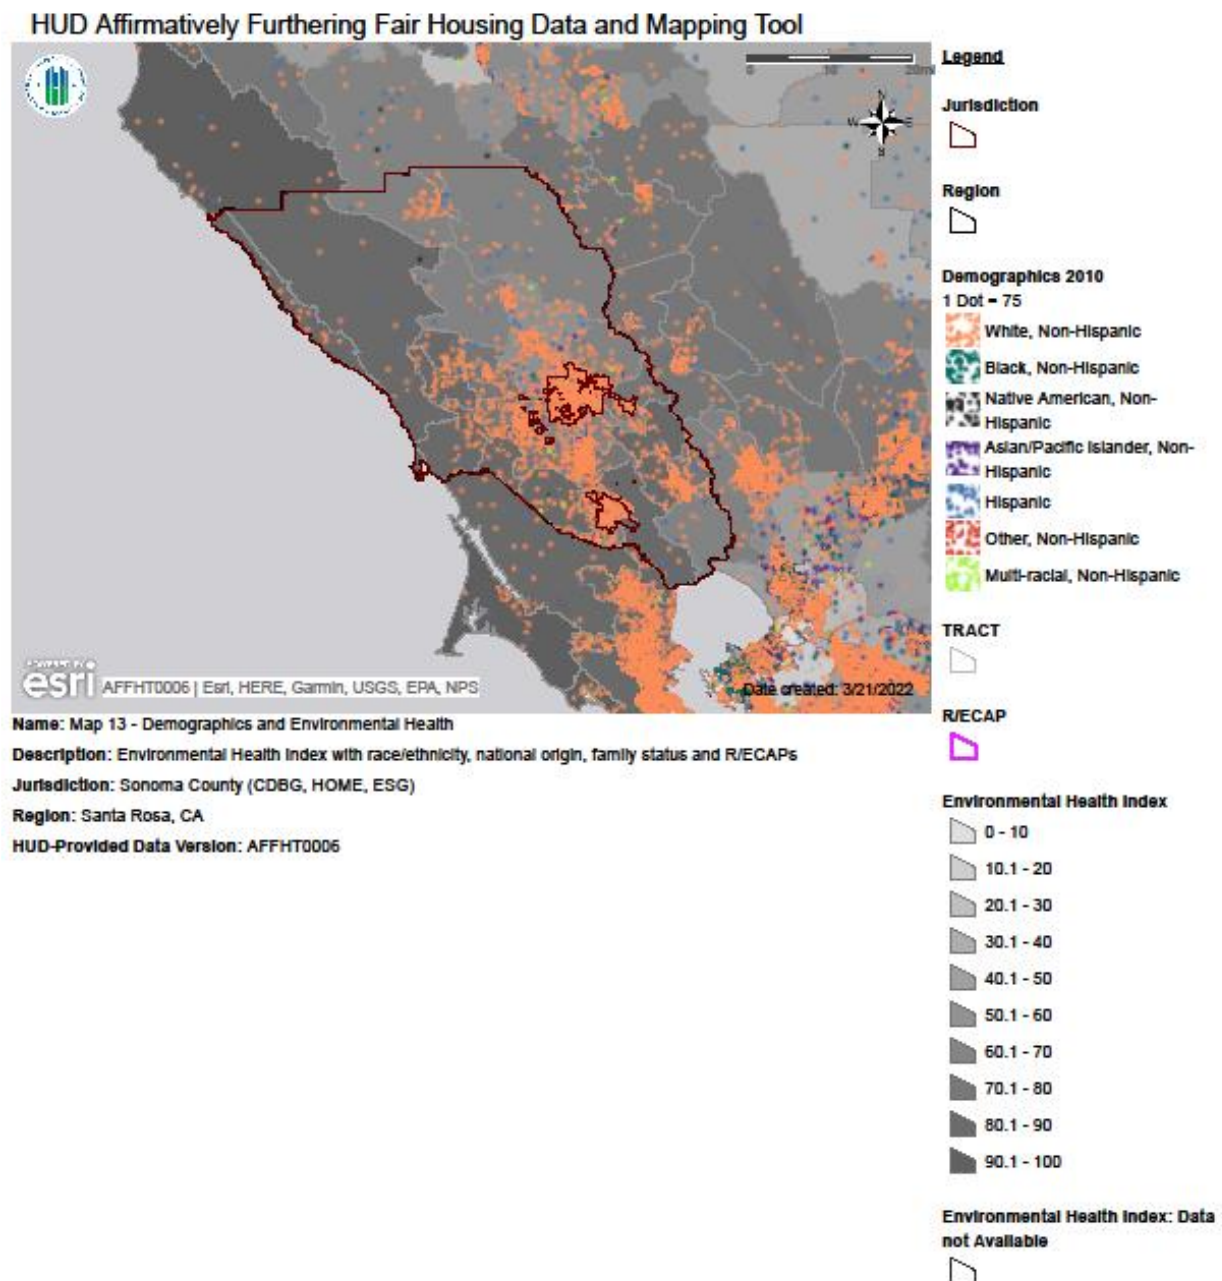 HUD Affirmatively Furthering Fair Housing Data and Mapping Tool
0 10 20mi
N
W E
S
POWERED BY
esri
AFFHT0006 | Esri, HERE, Garmin, USGS, EPA, NPS
Date created: 3/21/2022
Name: Map 13 - Demographics and Environmental Health
Description: Environmental Health Index with race/ethnicity, national origin, family status and R/ECAPs
Jurisdiction: Sonoma County (CDBG, HOME, ESG)
Region: Santa Rosa, CA
HUD-Provided Data Version: AFFHT0006
Legend
Jurisdiction
Region
Demographics 2010
1 Dot = 75
White, Non-Hispanic
Black, Non-Hispanic
Native American, Non-
Hispanic
Asian/Pacific Islander, Non-
Hispanic
Hispanic
Other, Non-Hispanic
Multi-racial, Non-Hispanic
TRACT
R/ECAP
Environmental Health Index
0 - 10
10.1 - 20
20.1 - 30
30.1 - 40
40.1 - 50
50.1 - 60
60.1 - 70
70.1 - 80
80.1 - 90
90.1 - 100
Environmental Health Index: Data
not Available